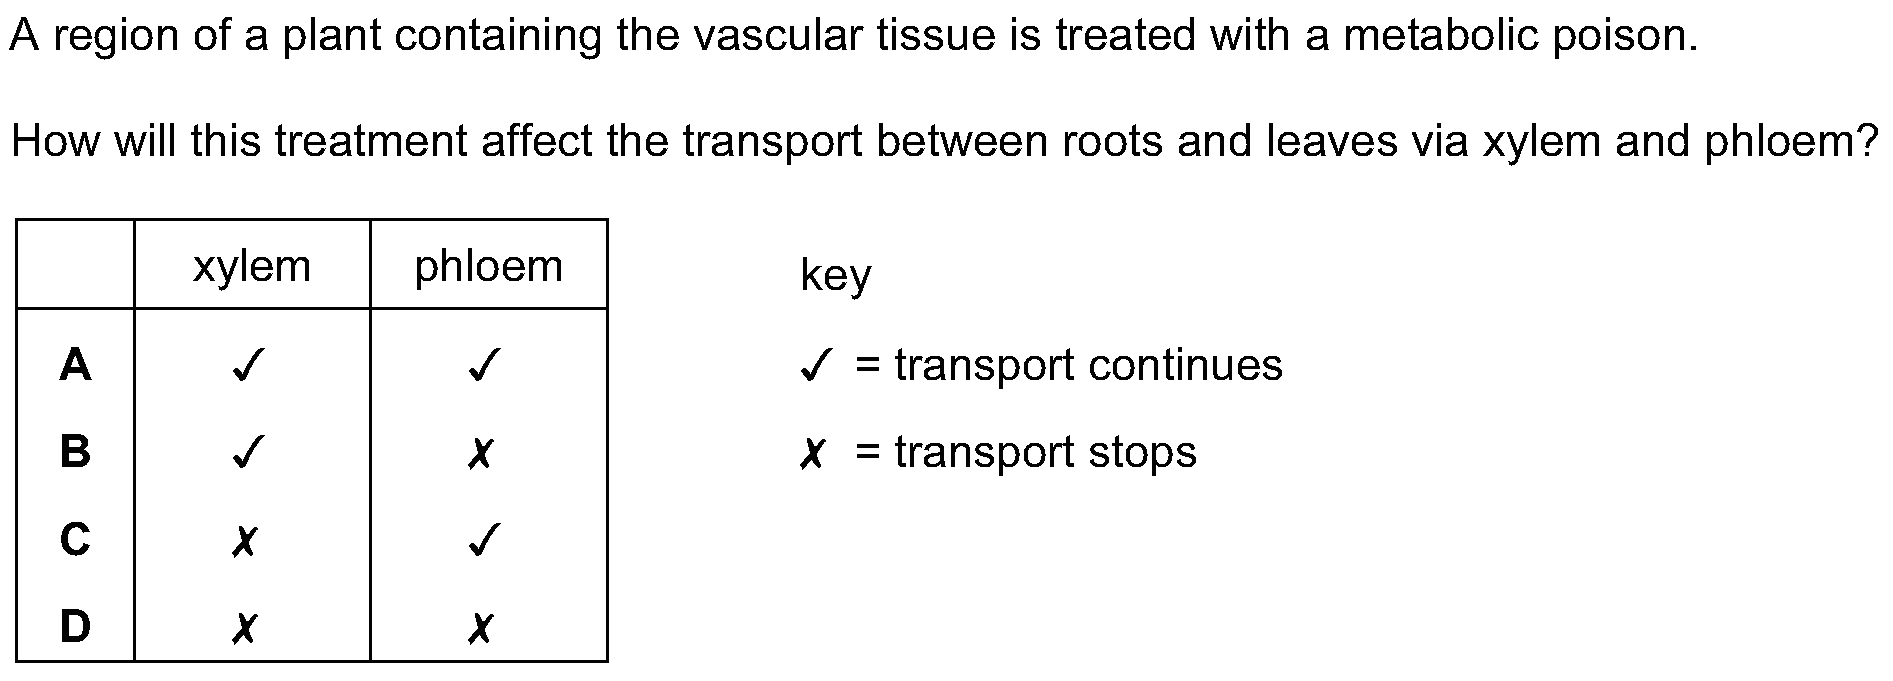 A region of a plant containing the vascular tissue is treated with a metabolic poison.
How will this treatment affect the transport between roots and leaves via xylem and phloem?
xylem phloem
A ✓ ✓
B ✓ ✗
C ✗ ✓
D ✗ ✗
key
✓ = transport continues
✗ = transport stops